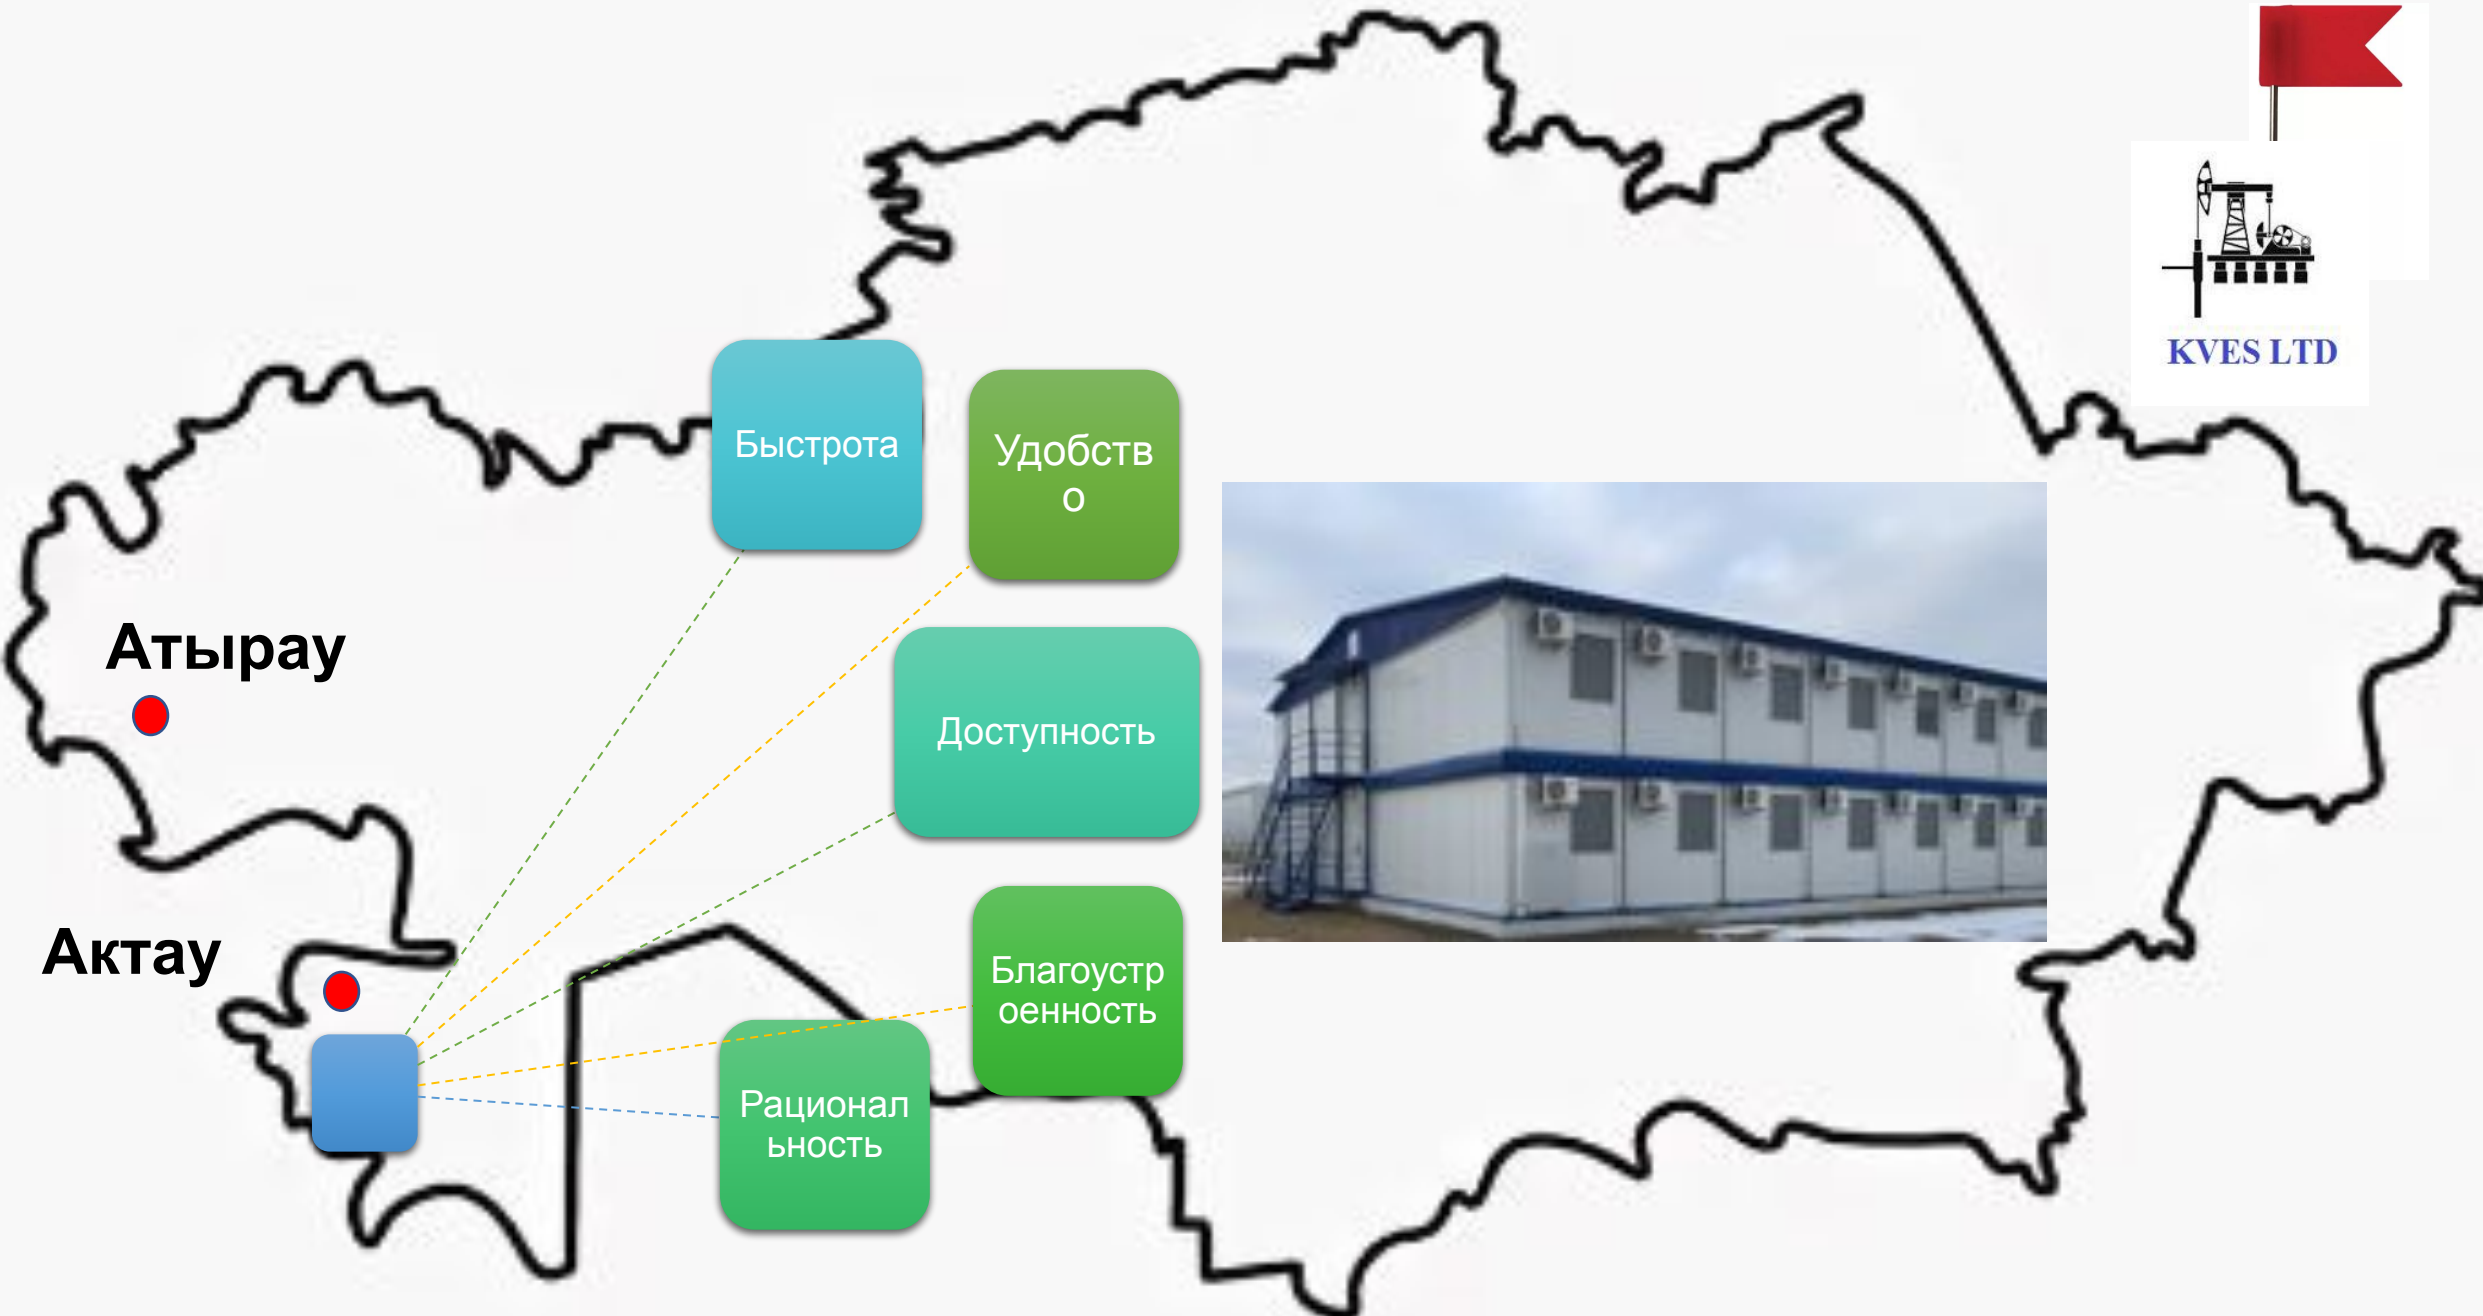 KVES LTD
Быстрота
Удобств
о
Атырау
Доступность
Актау
Благоустр
оенность
Рационал
ьность